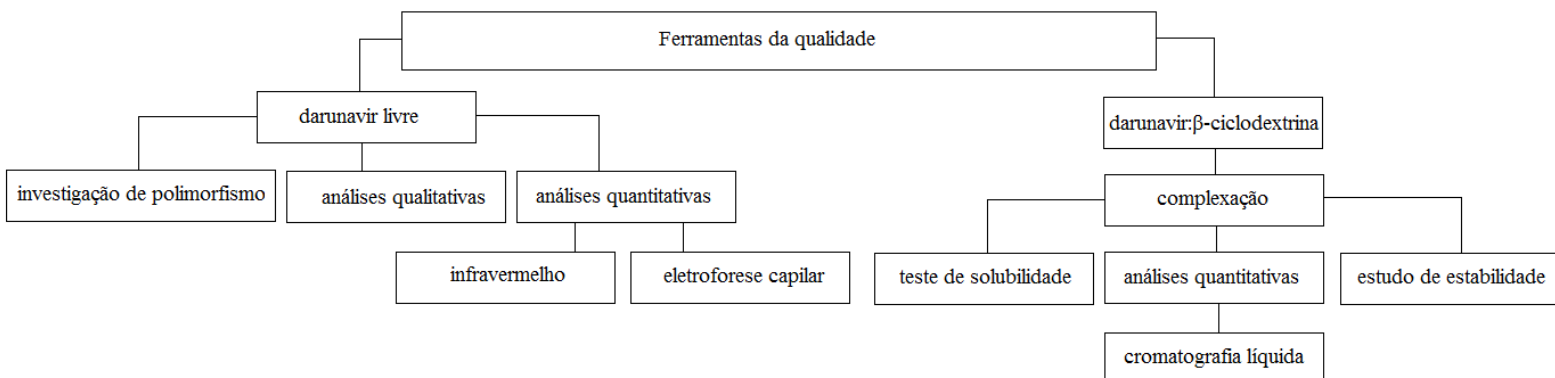 Ferramentas da qualidade
darunavir livre
darunavir:β-ciclodextrina
investigação de polimorfismo
análises qualitativas
análises quantitativas
complexação
infravermelho
eletroforese capilar
teste de solubilidade
análises quantitativas
estudo de estabilidade
cromatografia líquida